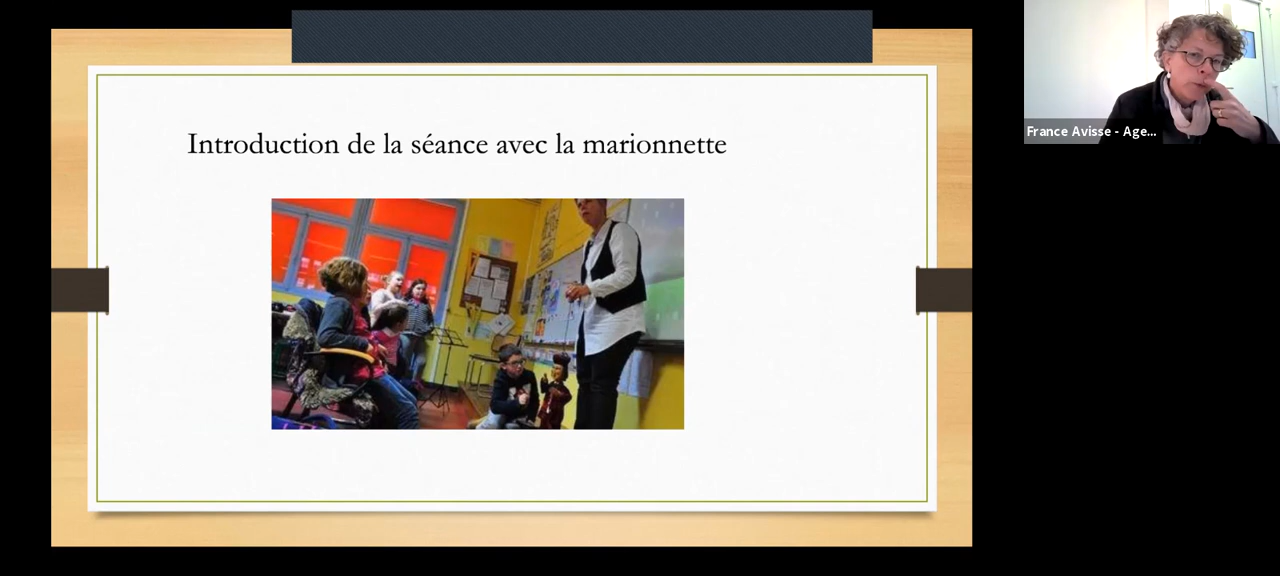 Introduction de la séance avec la marionnette
France Avisse - Age...